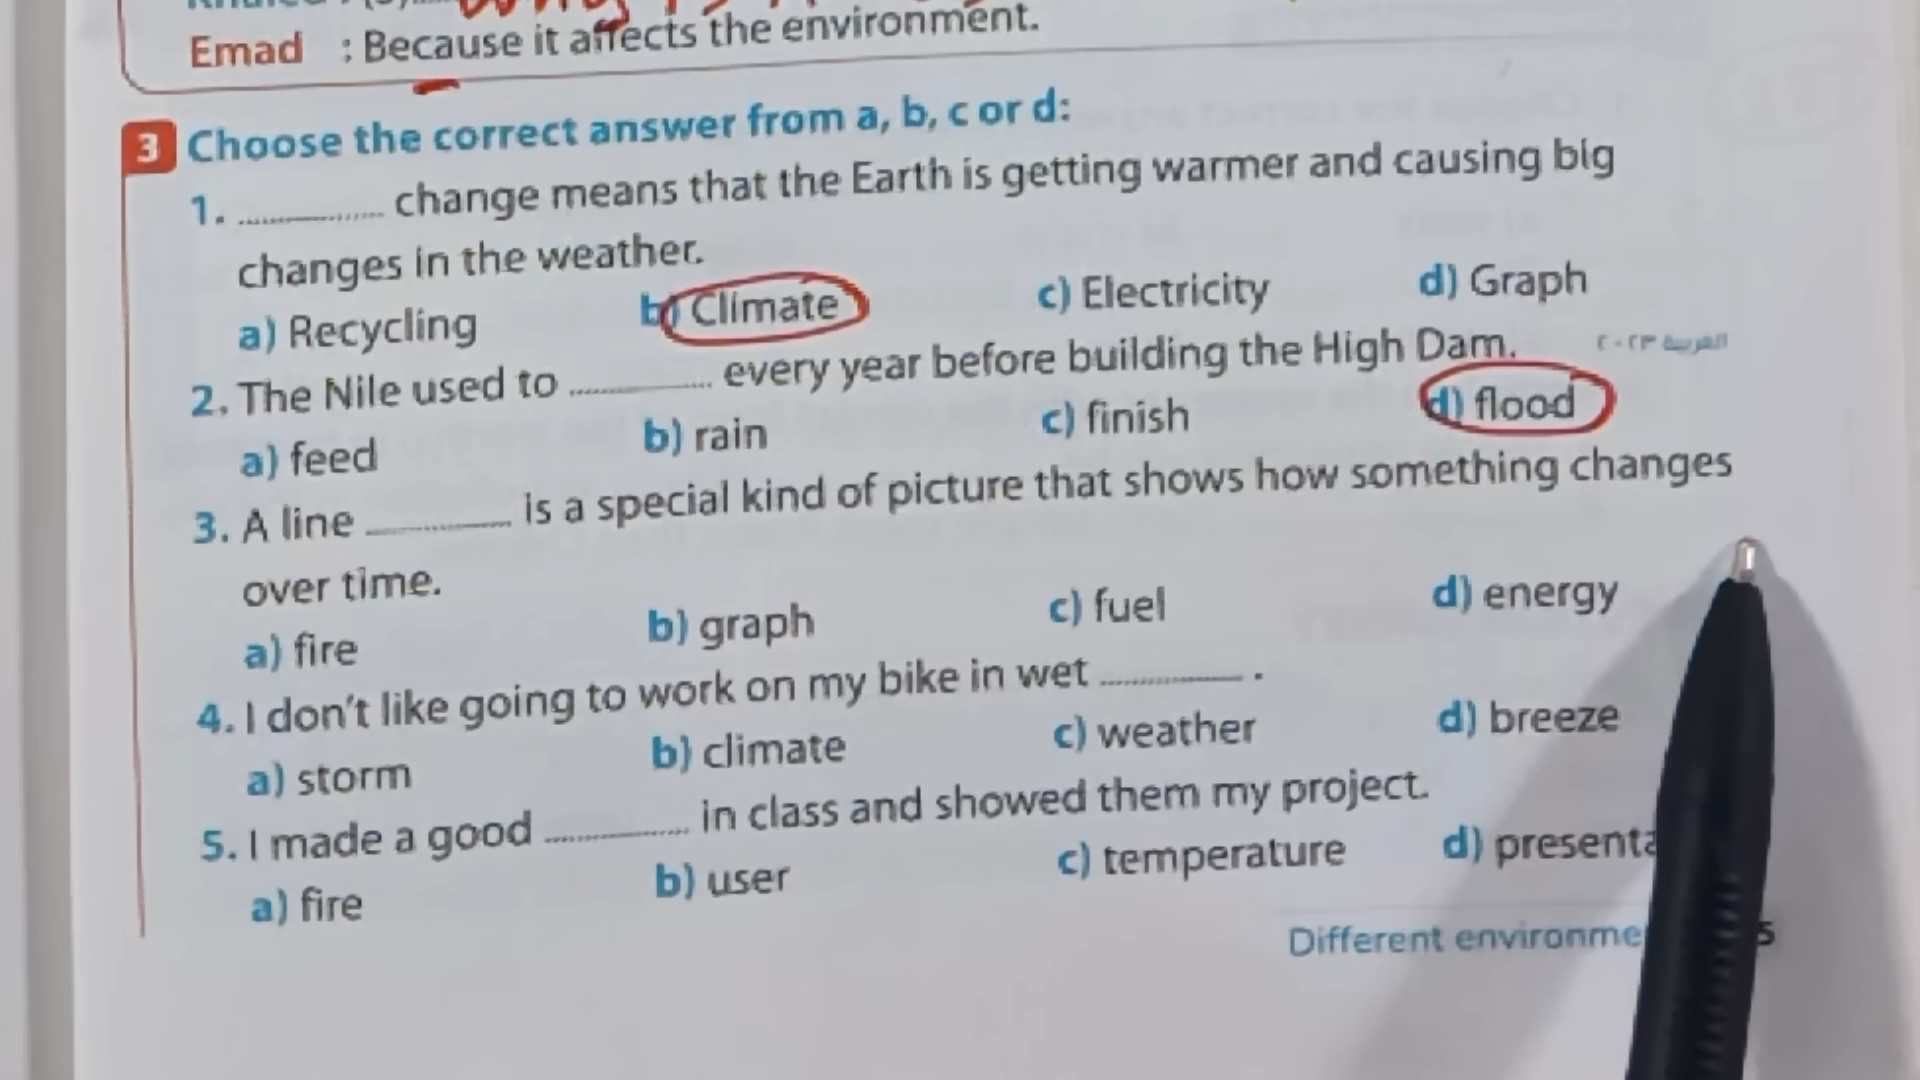 Emad : Because it affects the environment.
3 Choose the correct answer from a, b, c or d:
1. ............... change means that the Earth is getting warmer and causing big
changes in the weather.
a) Recycling b) Climate c) Electricity d) Graph
2. The Nile used to ............... every year before building the High Dam. الغربية ٢٠٢٣
a) feed b) rain c) finish d) flood
3. A line ............... is a special kind of picture that shows how something changes
over time.
a) fire b) graph c) fuel d) energy
4. I don't like going to work on my bike in wet ............... .
a) storm b) climate c) weather d) breeze
5. I made a good ............... in class and showed them my project.
a) fire b) user c) temperature d) presenta
Different environme 5